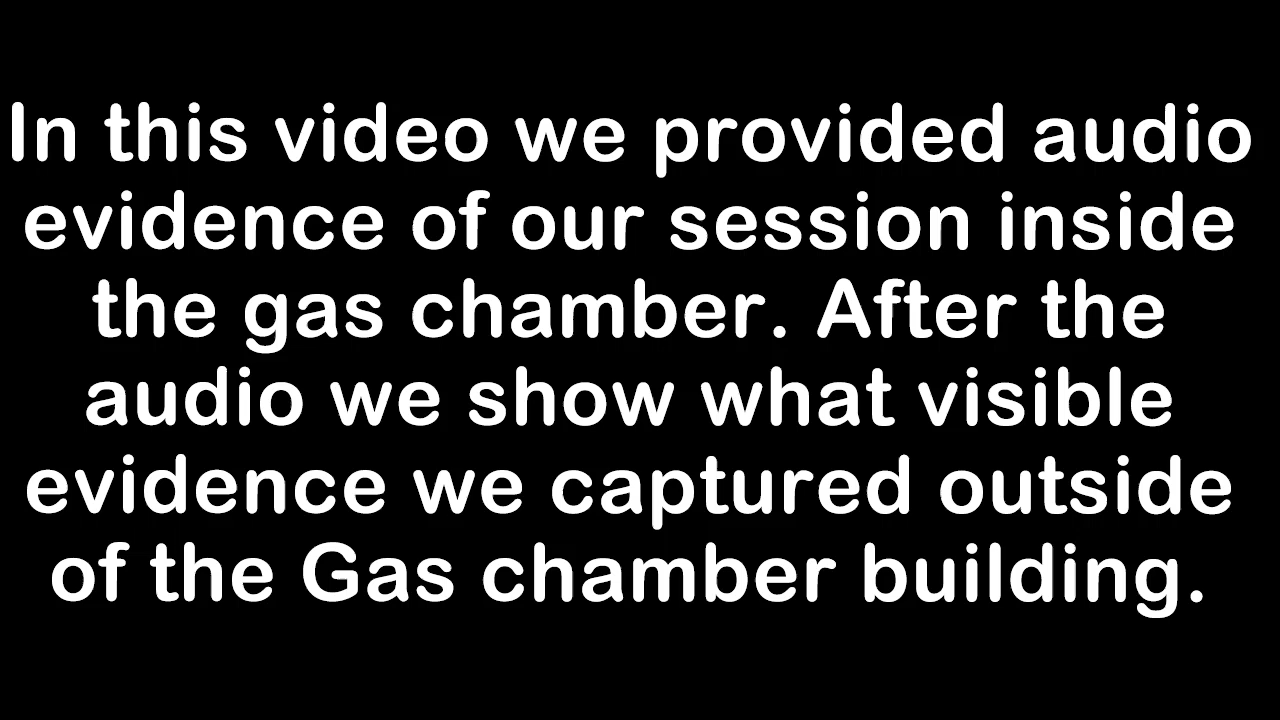 In this video we provided audio
evidence of our session inside
the gas chamber. After the
audio we show what visible
evidence we captured outside
of the Gas chamber building.